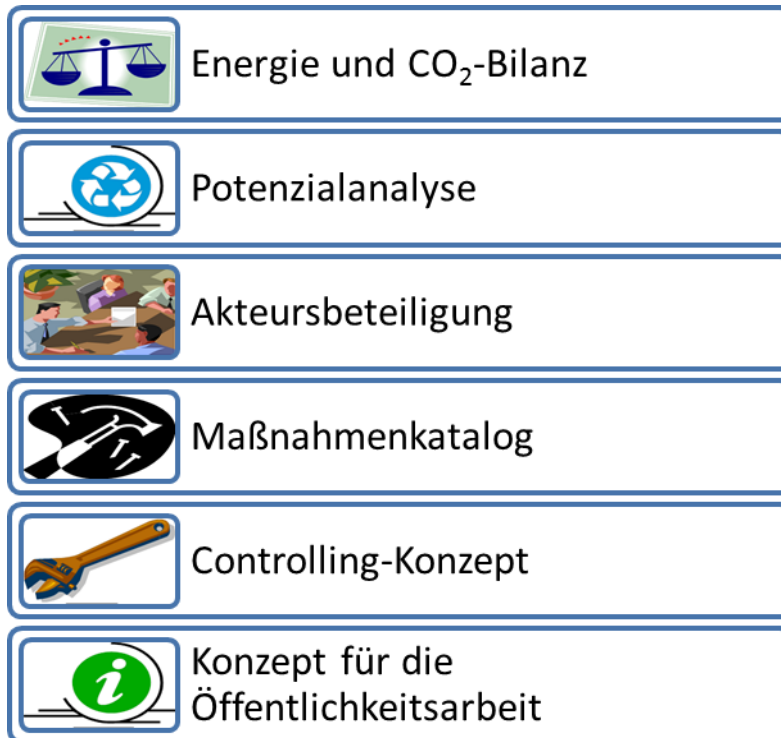 Energie und CO₂-Bilanz
Potenzialanalyse
Akteursbeteiligung
Maßnahmenkatalog
Controlling-Konzept
Konzept für die
Öffentlichkeitsarbeit